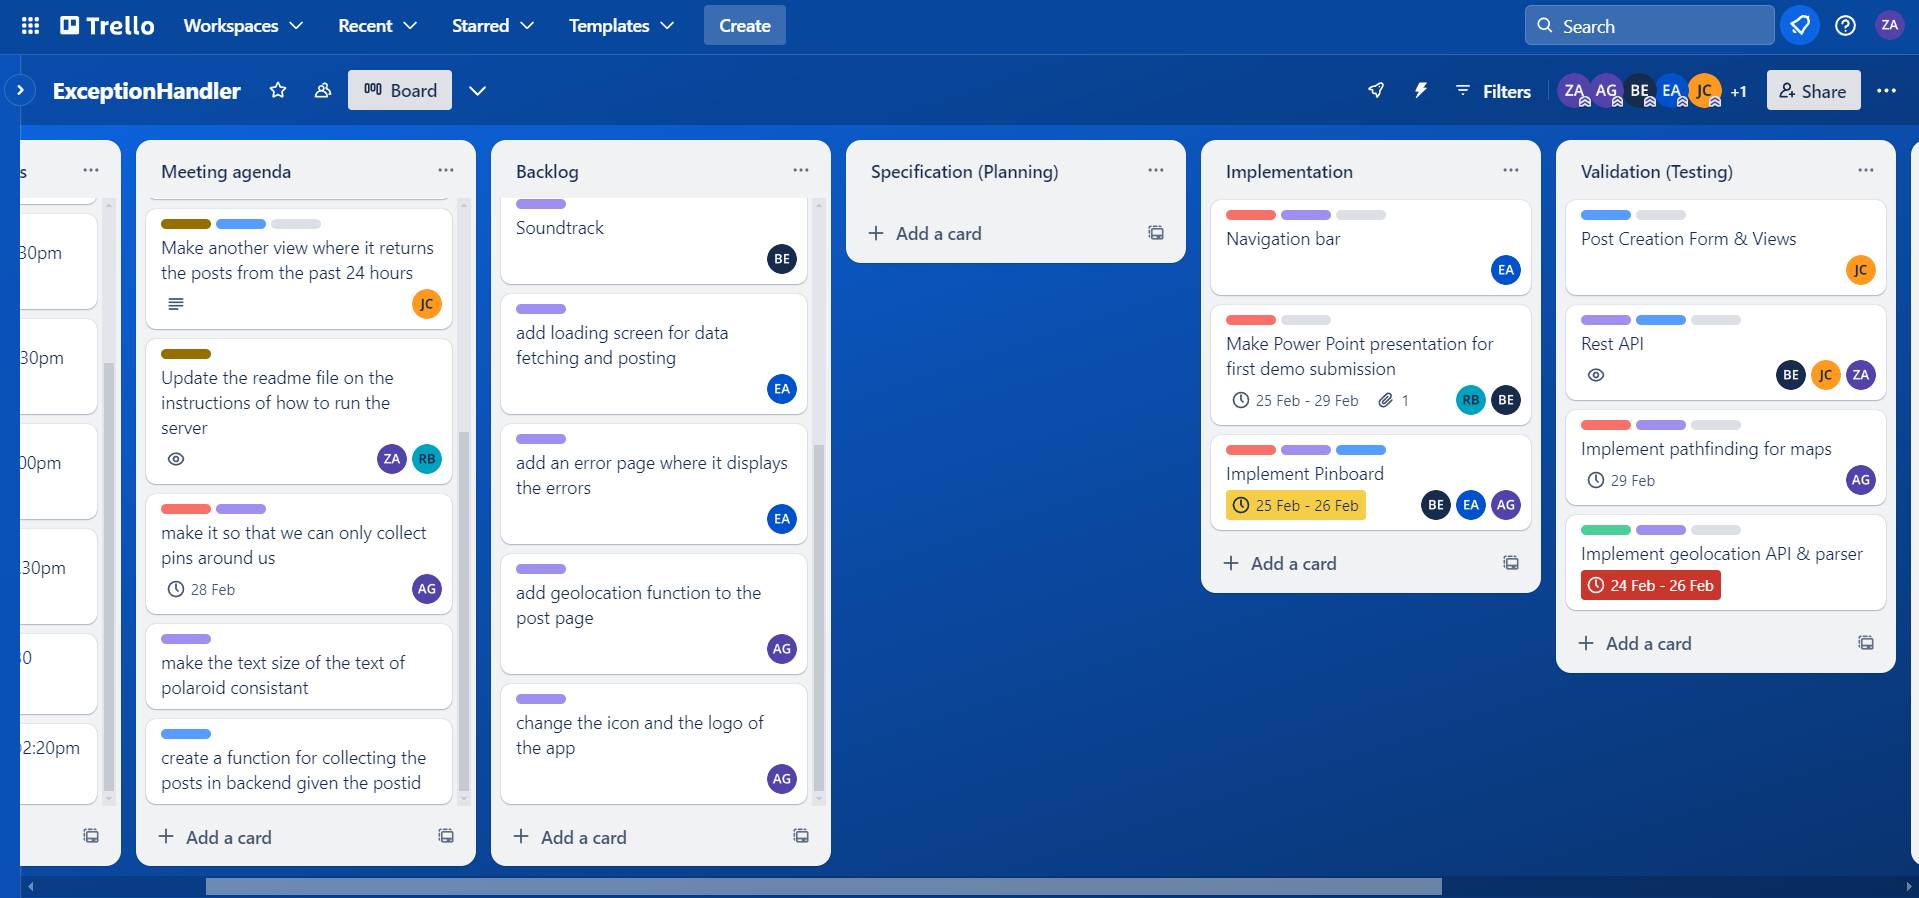 Trello
Workspaces
Recent
Starred
Templates
Create
Search
ZA
ExceptionHandler
Board
Filters
ZA
AG
BE
EA
JC
+1
Share
s
30pm
30pm
00pm
:30pm
30
02:20pm
Meeting agenda
Make another view where it returns
the posts from the past 24 hours
JC
Update the readme file on the
instructions of how to run the
server
ZA
RB
make it so that we can only collect
pins around us
28 Feb
AG
make the text size of the text of
polaroid consistant
create a function for collecting the
posts in backend given the postid
Add a card
Backlog
Soundtrack
BE
add loading screen for data
fetching and posting
EA
add an error page where it displays
the errors
EA
add geolocation function to the
post page
AG
change the icon and the logo of
the app
AG
Add a card
Specification (Planning)
Add a card
Implementation
Navigation bar
EA
Make Power Point presentation for
first demo submission
25 Feb - 29 Feb
1
RB
BE
Implement Pinboard
25 Feb - 26 Feb
BE
EA
AG
Add a card
Validation (Testing)
Post Creation Form & Views
JC
Rest API
BE
JC
ZA
Implement pathfinding for maps
29 Feb
AG
Implement geolocation API & parser
24 Feb - 26 Feb
Add a card